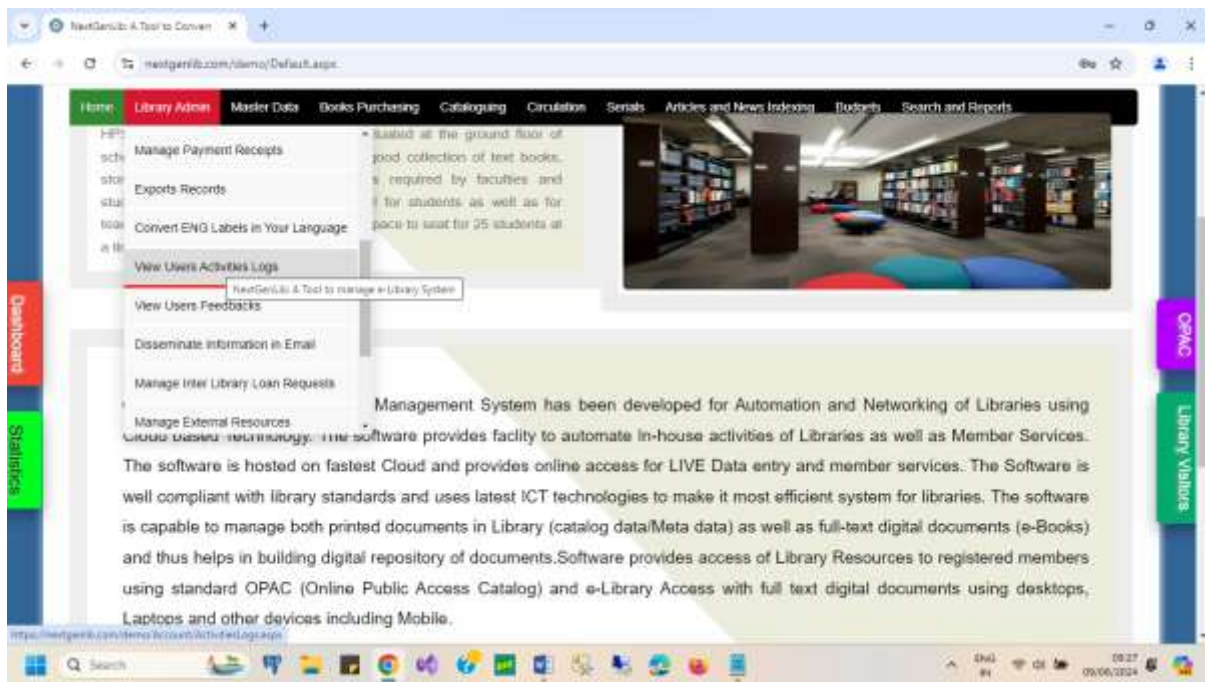 NextGenLib: A Tool to Conver
nextgenlib.com/demo/Default.aspx
Home Library Admin Master Data Books Purchasing Cataloguing Circulation Serials Articles and News Indexing Budgets Search and Reports
tuated at the ground floor of
good collection of text books,
required by faculties and
for students as well as for
pace to seat for 25 students at
Manage Payment Receipts
Exports Records
Convert ENG Labels in Your Language
View Users Activities Logs
NextGenLib: A Tool to manage e-Library System
View Users Feedbacks
Disseminate Information in Email
Manage Inter Library Loan Requests
Manage External Resources
Dashboard
Statistics
OPAC
Library Visitors
Management System has been developed for Automation and Networking of Libraries using
Cloud based Technology. The software provides faclity to automate In-house activities of Libraries as well as Member Services.
The software is hosted on fastest Cloud and provides online access for LIVE Data entry and member services. The Software is
well compliant with library standards and uses latest ICT technologies to make it most efficient system for libraries. The software
is capable to manage both printed documents in Library (catalog data/Meta data) as well as full-text digital documents (e-Books)
and thus helps in building digital repository of documents.Software provides access of Library Resources to registered members
using standard OPAC (Online Public Access Catalog) and e-Library Access with full text digital documents using desktops,
Laptops and other devices including Mobile.
https://nextgenlib.com/demo/Account/ActivitiesLogs.aspx
Search
ENG
IN
09:27
09/06/2024